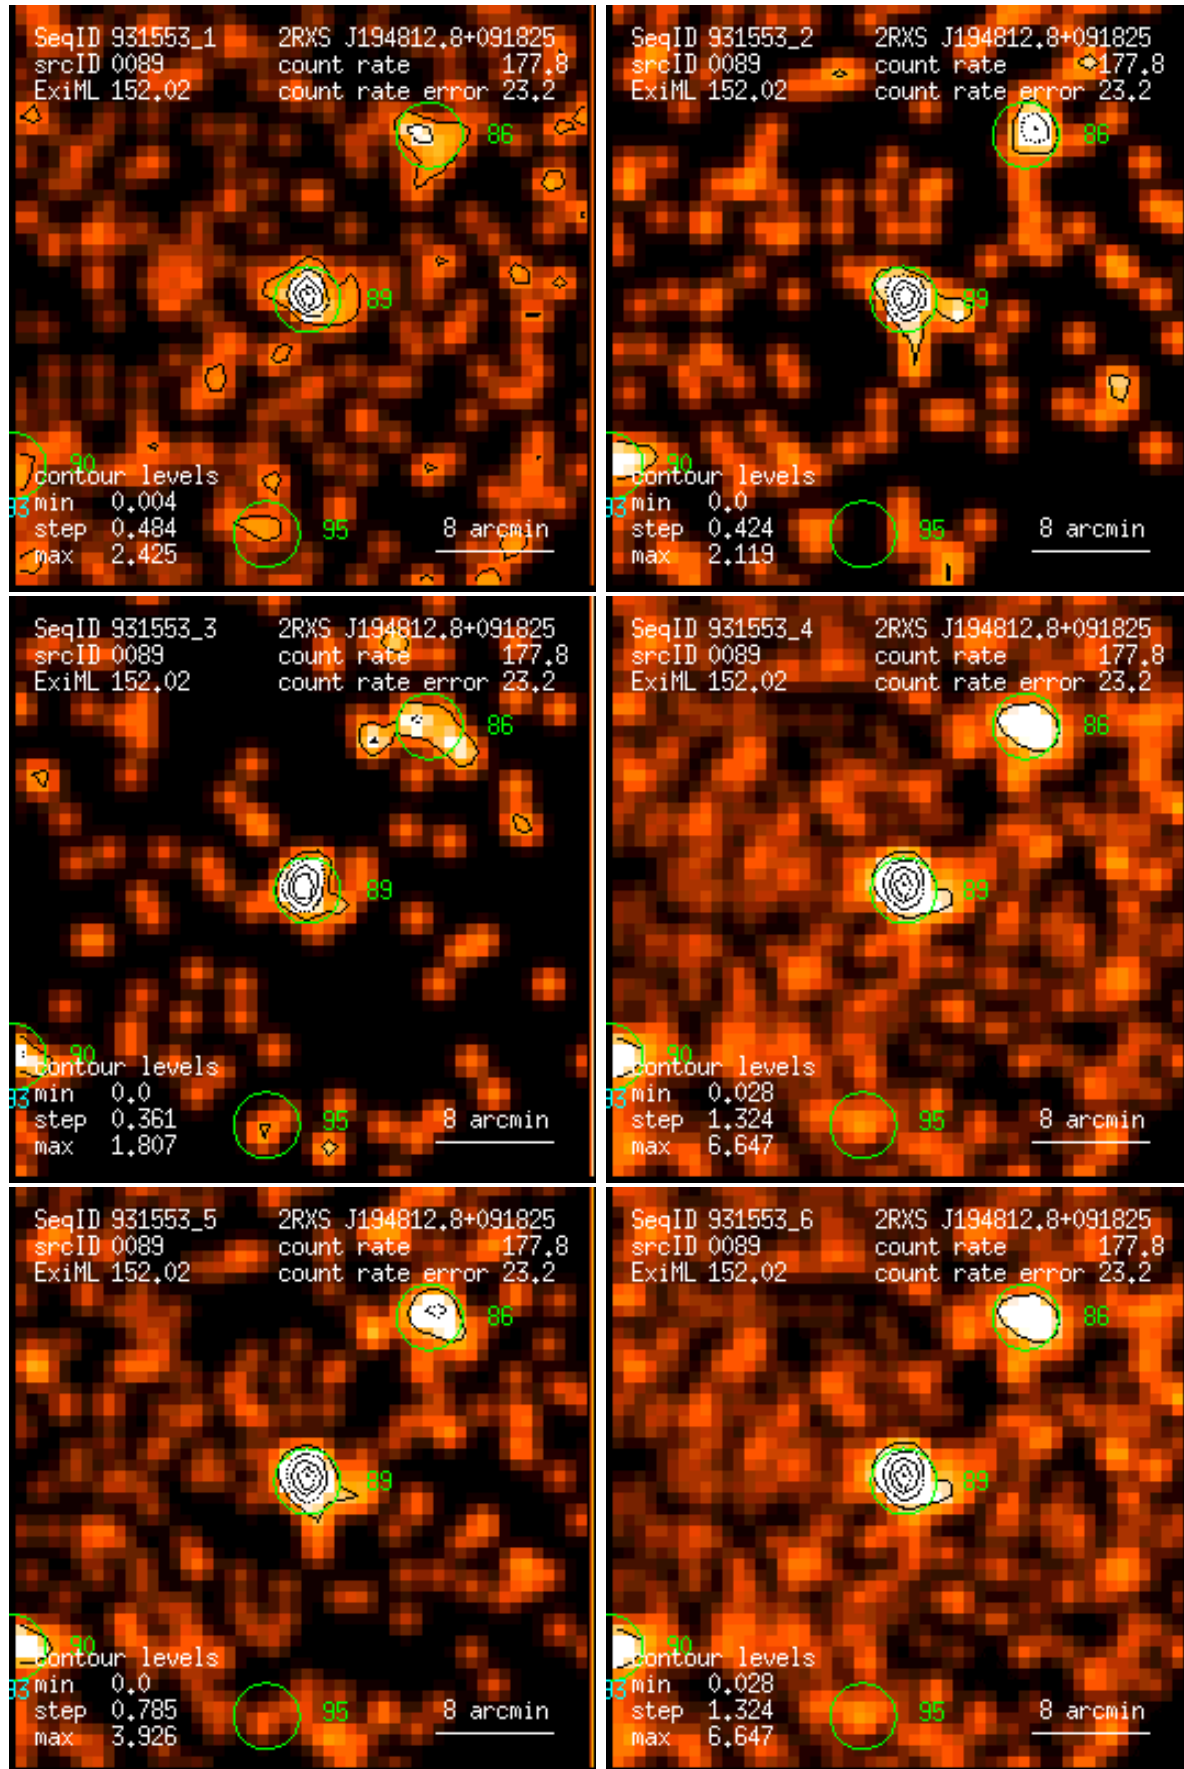 SeqID 931553_1 2RXS J194812.8+091825
srcID 0089 count rate 177.8
ExiML 152.02 count rate error 23.2
86
89
90
contour levels
93 min 0.004
step 0.484 95 8 arcmin
max 2.425
SeqID 931553_2 2RXS J194812.8+091825
srcID 0089 count rate 177.8
ExiML 152.02 count rate error 23.2
86
89
90
contour levels
93 min 0.0
step 0.424 95 8 arcmin
max 2.119
SeqID 931553_3 2RXS J194812.8+091825
srcID 0089 count rate 177.8
ExiML 152.02 count rate error 23.2
86
89
90
contour levels
93 min 0.0
step 0.361 95 8 arcmin
max 1.807
SeqID 931553_4 2RXS J194812.8+091825
srcID 0089 count rate 177.8
ExiML 152.02 count rate error 23.2
86
89
90
contour levels
93 min 0.028
step 1.324 95 8 arcmin
max 6.647
SeqID 931553_5 2RXS J194812.8+091825
srcID 0089 count rate 177.8
ExiML 152.02 count rate error 23.2
86
89
90
contour levels
93 min 0.0
step 0.785 95 8 arcmin
max 3.926
SeqID 931553_6 2RXS J194812.8+091825
srcID 0089 count rate 177.8
ExiML 152.02 count rate error 23.2
86
89
90
contour levels
93 min 0.028
step 1.324 95 8 arcmin
max 6.647